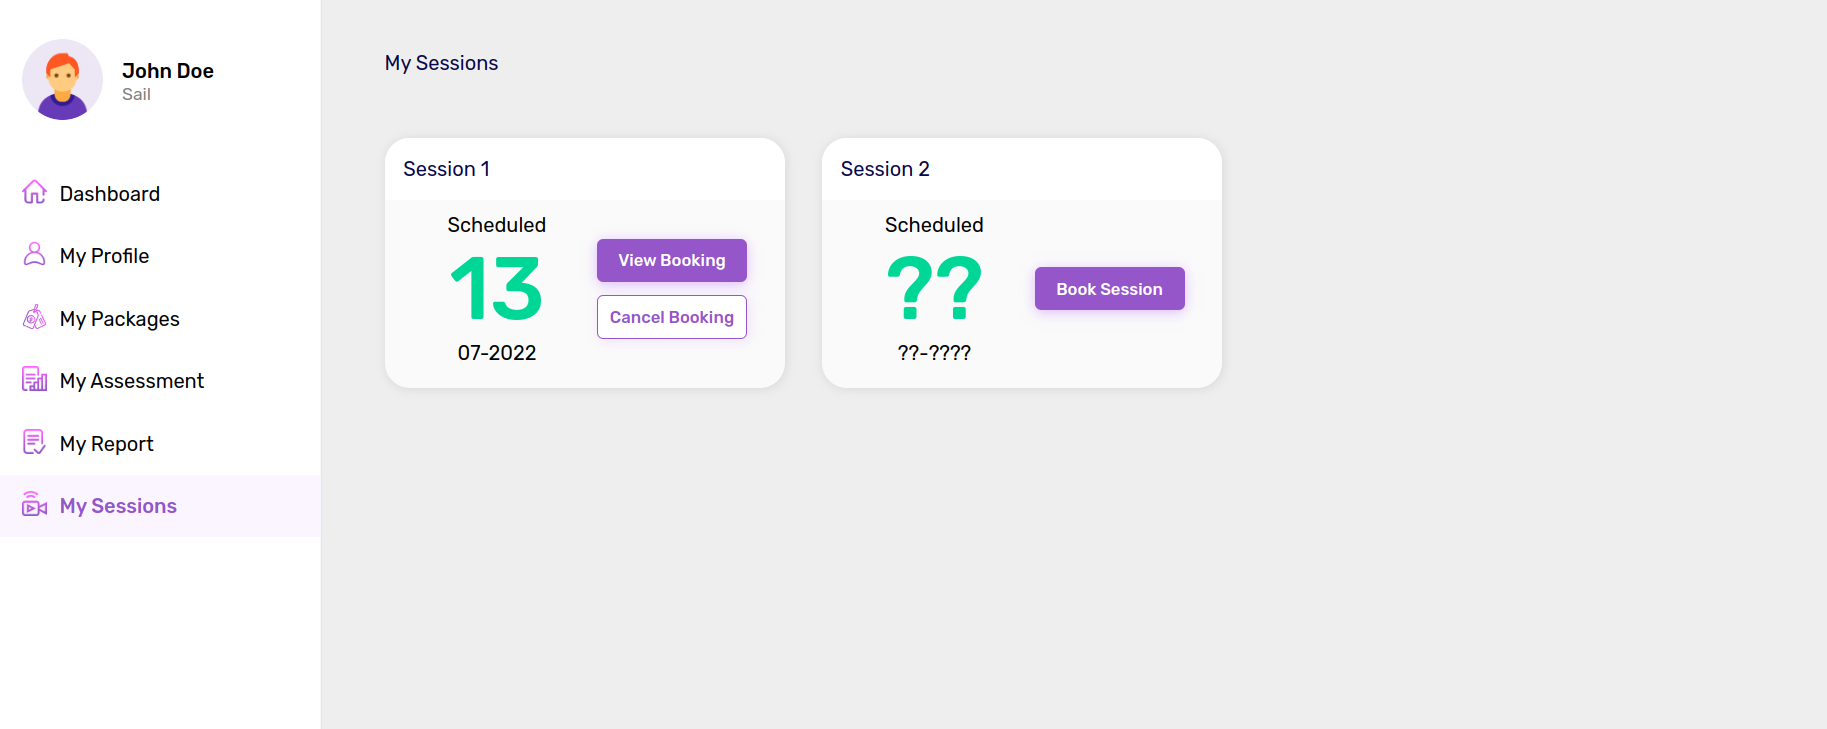 John Doe
Sail
Dashboard
My Profile
My Packages
My Assessment
My Report
My Sessions
My Sessions
Session 1
Scheduled
13
07-2022
View Booking
Cancel Booking
Session 2
Scheduled
??
??-????
Book Session